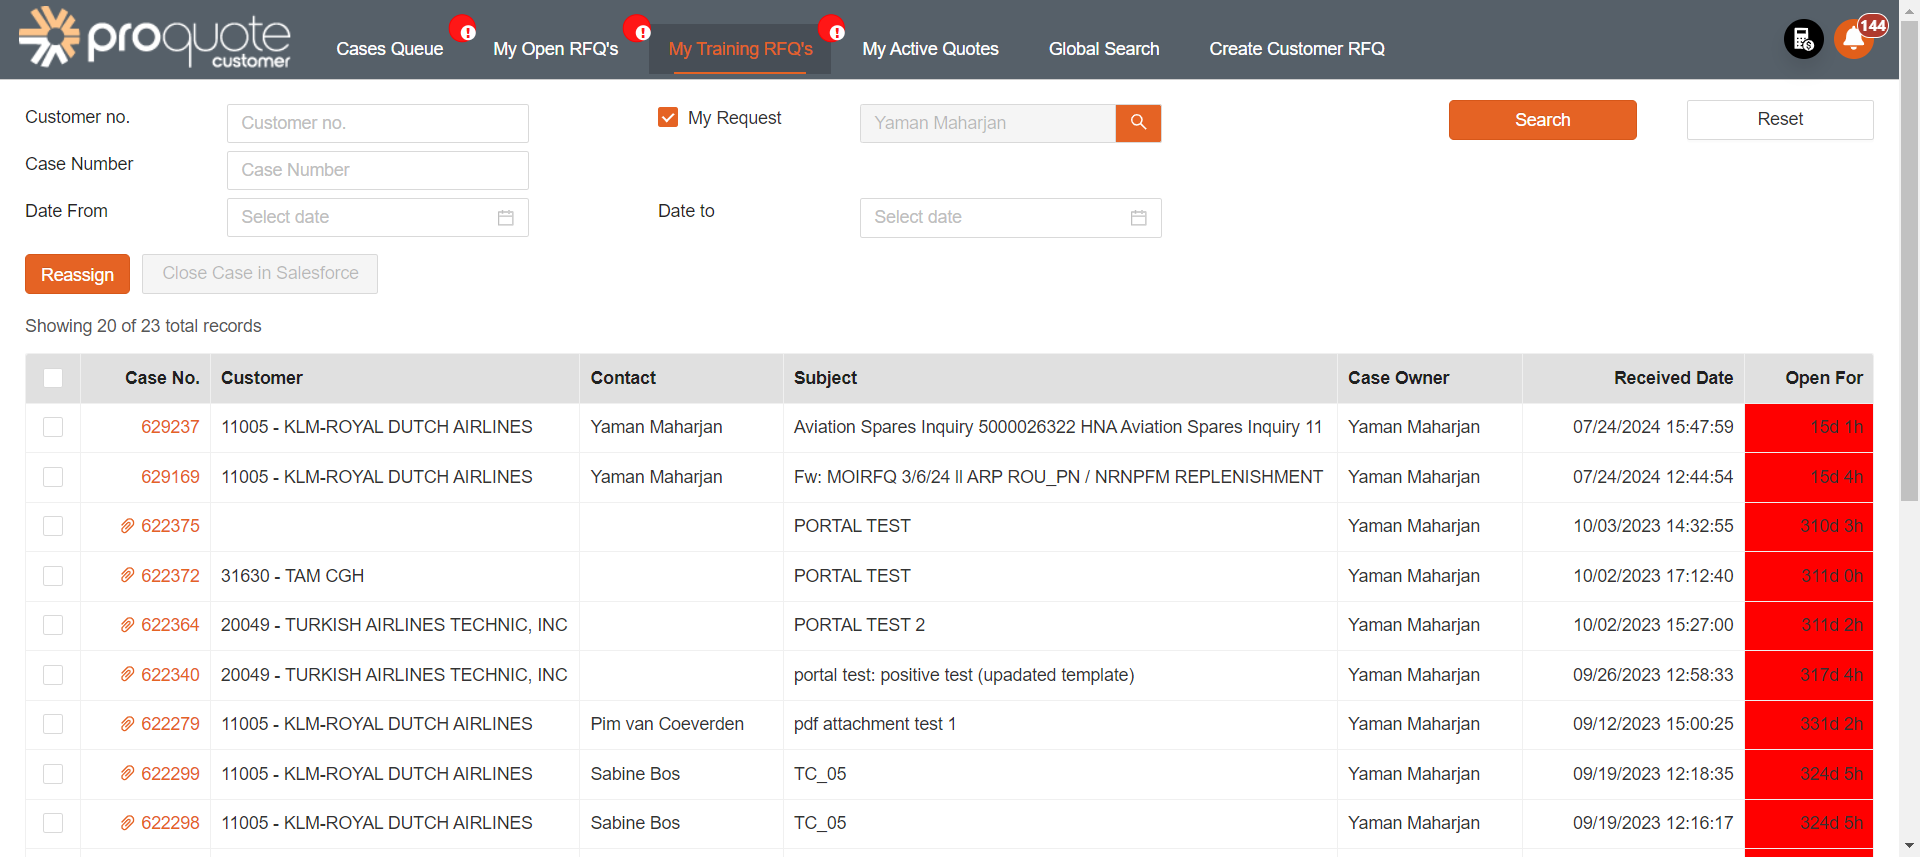 proquote
customer
Cases Queue
My Open RFQ's
My Training RFQ's
My Active Quotes
Global Search
Create Customer RFQ
144
Customer no.
Customer no.
My Request
Yaman Maharjan
Search
Reset
Case Number
Case Number
Date From
Select date
Date to
Select date
Reassign
Close Case in Salesforce
Showing 20 of 23 total records
Case No. Customer Contact Subject Case Owner Received Date Open For
629237 11005 - KLM-ROYAL DUTCH AIRLINES Yaman Maharjan Aviation Spares Inquiry 5000026322 HNA Aviation Spares Inquiry 11 Yaman Maharjan 07/24/2024 15:47:59 15d 1h
629169 11005 - KLM-ROYAL DUTCH AIRLINES Yaman Maharjan Fw: MOIRFQ 3/6/24 ll ARP ROU_PN / NRNPFM REPLENISHMENT Yaman Maharjan 07/24/2024 12:44:54 15d 4h
622375 PORTAL TEST Yaman Maharjan 10/03/2023 14:32:55 310d 3h
622372 31630 - TAM CGH PORTAL TEST Yaman Maharjan 10/02/2023 17:12:40 311d 0h
622364 20049 - TURKISH AIRLINES TECHNIC, INC PORTAL TEST 2 Yaman Maharjan 10/02/2023 15:27:00 311d 2h
622340 20049 - TURKISH AIRLINES TECHNIC, INC portal test: positive test (upadated template) Yaman Maharjan 09/26/2023 12:58:33 317d 4h
622279 11005 - KLM-ROYAL DUTCH AIRLINES Pim van Coeverden pdf attachment test 1 Yaman Maharjan 09/12/2023 15:00:25 331d 2h
622299 11005 - KLM-ROYAL DUTCH AIRLINES Sabine Bos TC_05 Yaman Maharjan 09/19/2023 12:18:35 324d 5h
622298 11005 - KLM-ROYAL DUTCH AIRLINES Sabine Bos TC_05 Yaman Maharjan 09/19/2023 12:16:17 324d 5h